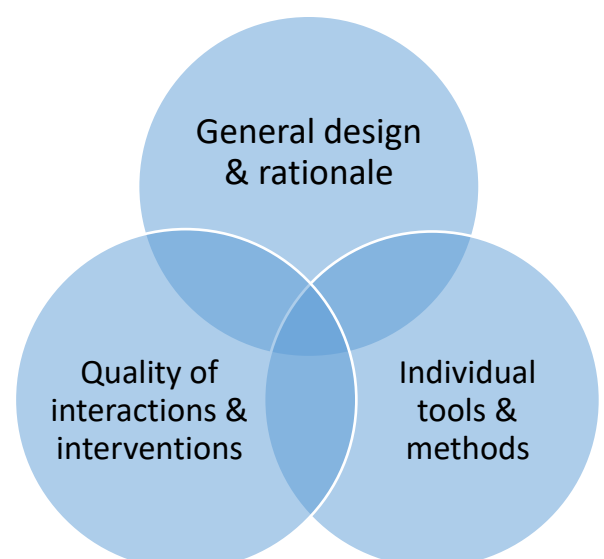 General design
& rationale
Quality of
interactions &
interventions
Individual
tools &
methods